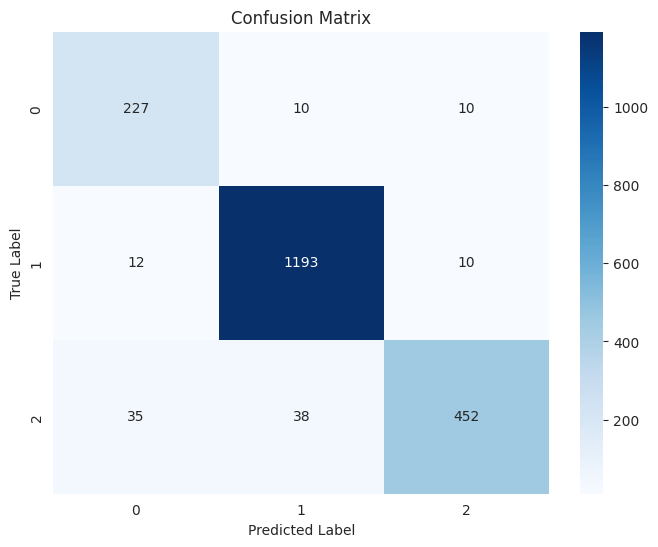 Confusion Matrix
0 227 10 10
1 12 1193 10
2 35 38 452
0 1 2
True Label
Predicted Label
1000
800
600
400
200